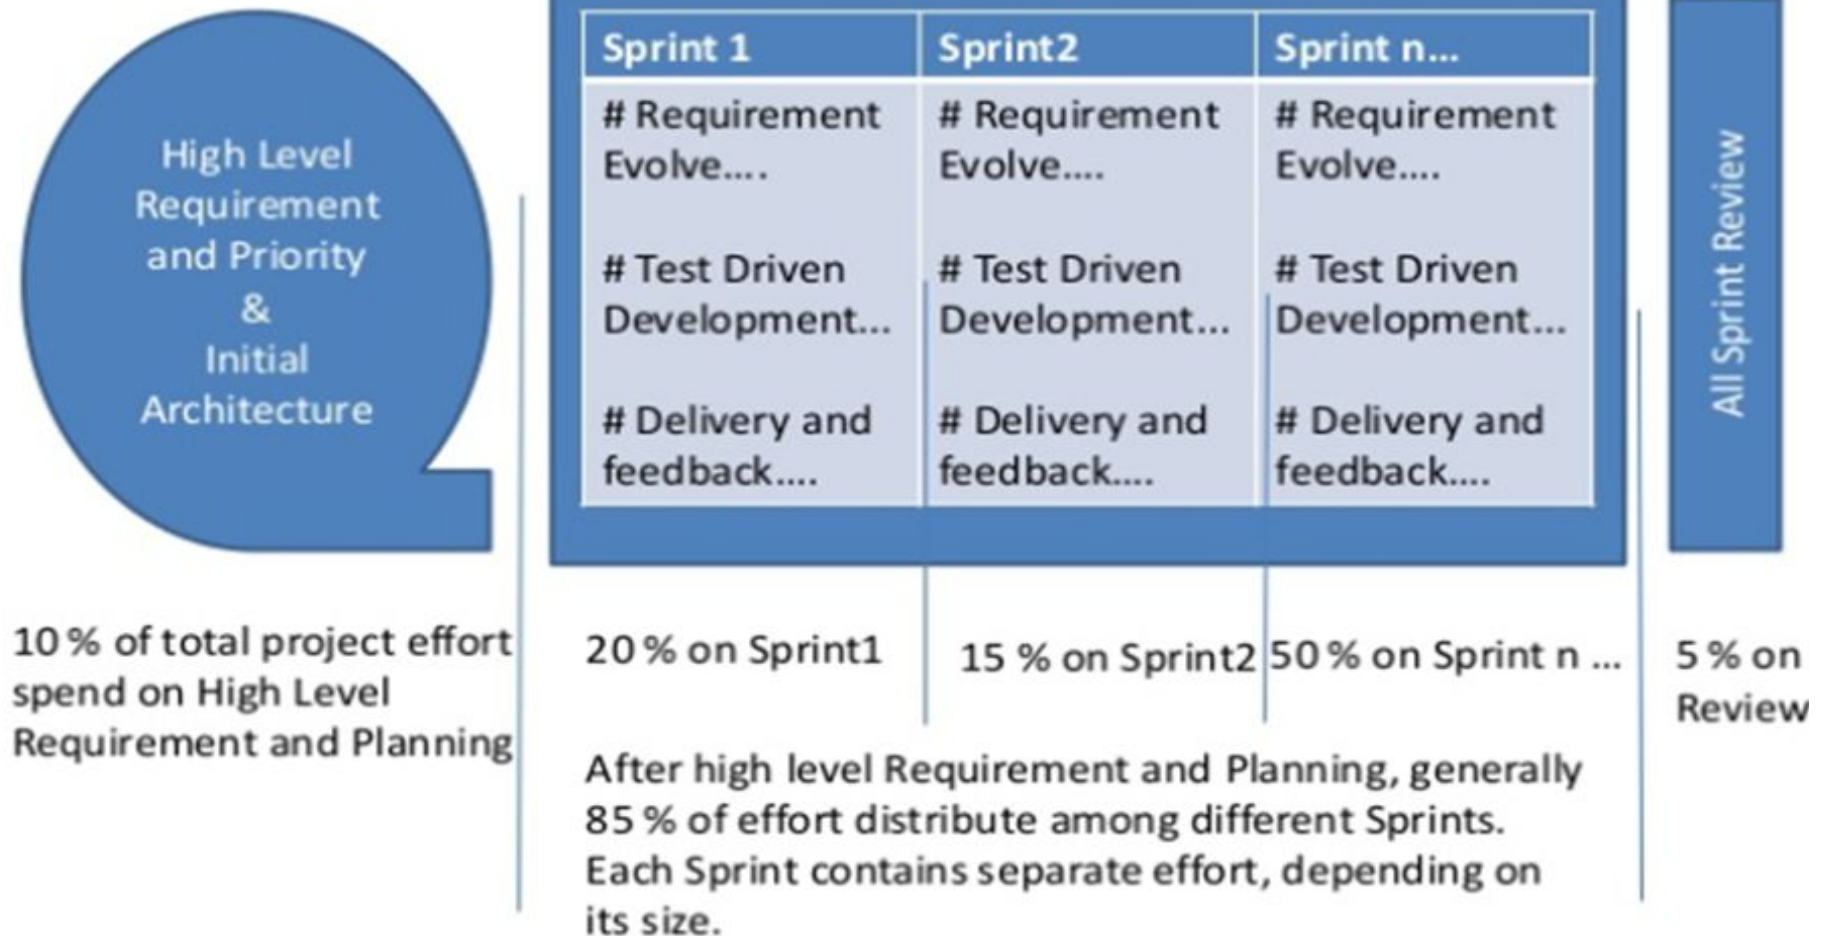 High Level
Requirement
and Priority
&
Initial
Architecture
Sprint 1
# Requirement
Evolve....
# Test Driven
Development...
# Delivery and
feedback....
Sprint2
# Requirement
Evolve....
# Test Driven
Development...
# Delivery and
feedback....
Sprint n...
# Requirement
Evolve....
# Test Driven
Development...
# Delivery and
feedback....
All Sprint Review
10 % of total project effort
spend on High Level
Requirement and Planning
20 % on Sprint1
15 % on Sprint2
50 % on Sprint n ...
5 % on
Review
After high level Requirement and Planning, generally
85 % of effort distribute among different Sprints.
Each Sprint contains separate effort, depending on
its size.